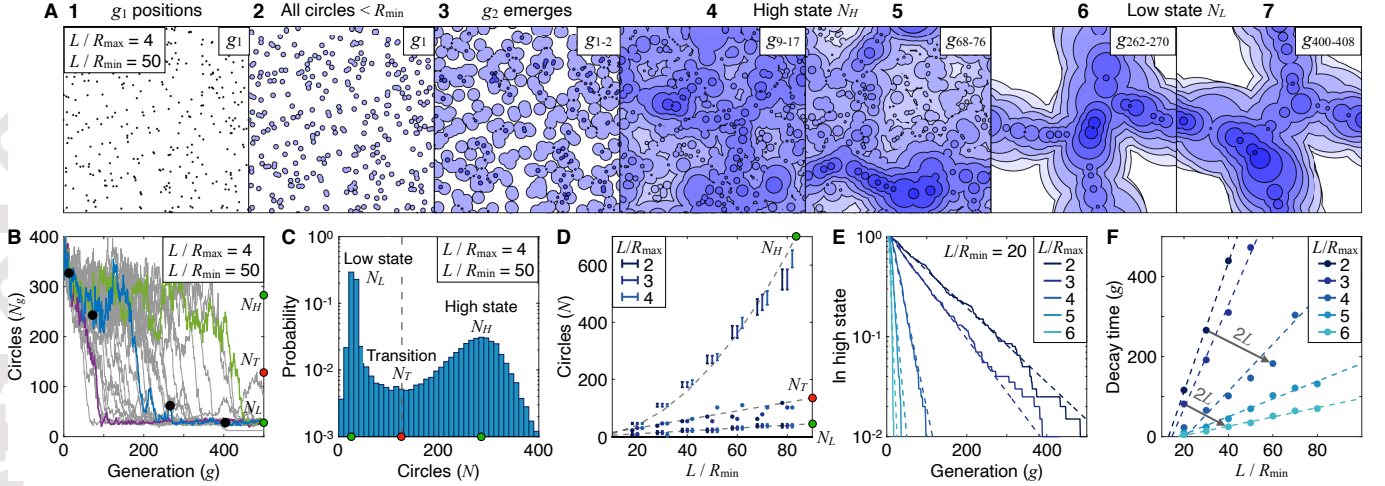 A 1 g1 positions 2 All circles < Rmin 3 g2 emerges 4 High state NH 5 6 Low state NL 7
L / Rmax = 4
L / Rmin = 50
g1
g1
g1-2
g9-17
g68-76
g262-270
g400-408
B
400
300
200
100
0
Circles (Ng)
L / Rmax = 4
L / Rmin = 50
NH
NT
NL
0 200 400
Generation (g)
C
10^0
10^-1
10^-2
10^-3
Probability
L / Rmax = 4
L / Rmin = 50
Low state
NL
High state
NH
Transition
NT
0 200 400
Circles (N)
D
600
400
200
0
Circles (N)
L/Rmax
2
3
4
NH
NT
NL
20 40 60 80
L / Rmin
E
10^0
10^-1
10^-2
In high state
L/Rmin = 20
L/Rmax
2
3
4
5
6
0 200 400
Generation (g)
F
400
200
0
Decay time (g)
L/Rmax
2
3
4
5
6
2L
2L
20 40 60 80
L / Rmin